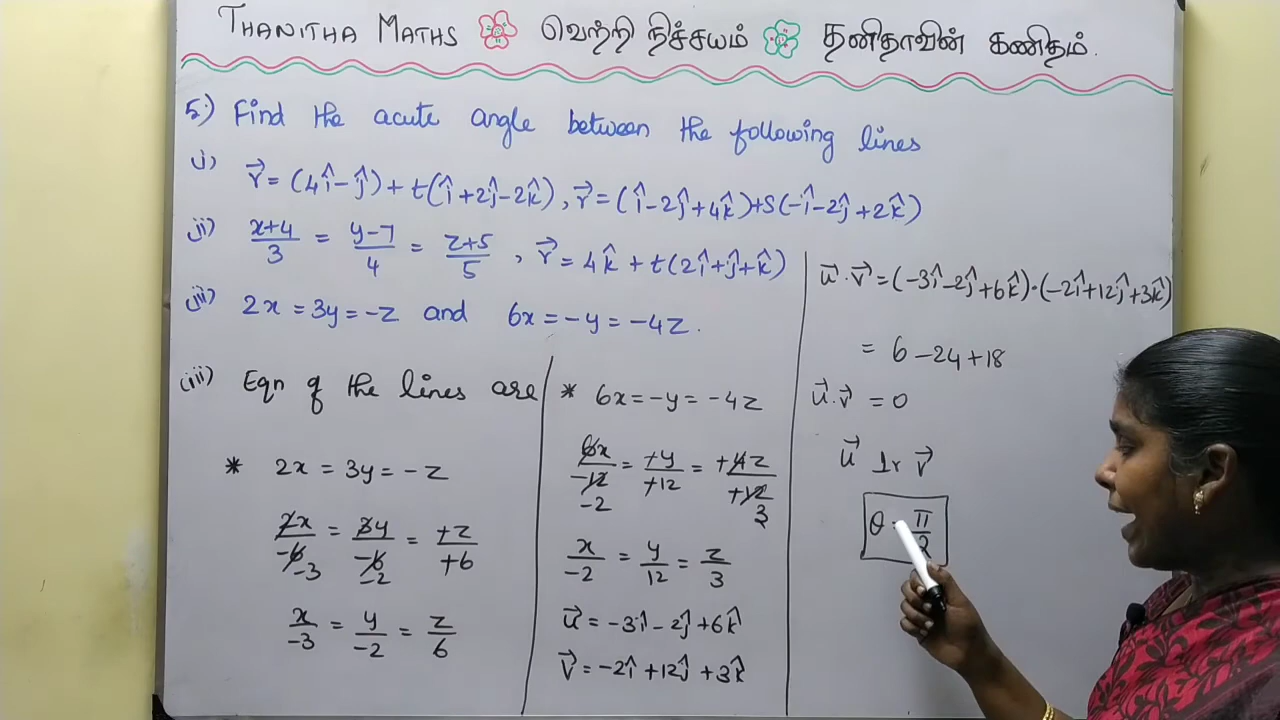 THANITHA MATHS வெற்றி நிச்சயம் தனிதாவின் கணிதம்.
5.) Find the acute angle between the following lines
i) r⃗ = (4î-ĵ) + t(î+2ĵ-2k̂), r⃗ = (î-2ĵ+4k̂)+s(-î-2ĵ+2k̂)
ii) x+4/3 = y-7/4 = z+5/5, r⃗ = 4k̂ + t(2î+ĵ+k̂)
iii) 2x = 3y = -z and 6x = -y = -4z.
(iii) Eqn of the lines are
* 2x = 3y = -z
2x/-6 = 3y/-6 = +z/+6
-3 -2
x/-3 = y/-2 = z/6
* 6x = -y = -4z
6x/-12 = +y/+12 = +4z/+12
-2 3
x/-2 = y/12 = z/3
u⃗ = -3î - 2ĵ + 6k̂
v⃗ = -2î + 12ĵ + 3k̂
u⃗ . v⃗ = (-3î-2ĵ+6k̂)·(-2î+12ĵ+3k̂)
= 6 - 24 + 18
u⃗ . v⃗ = 0
u⃗ ⊥r v⃗
θ = π/2